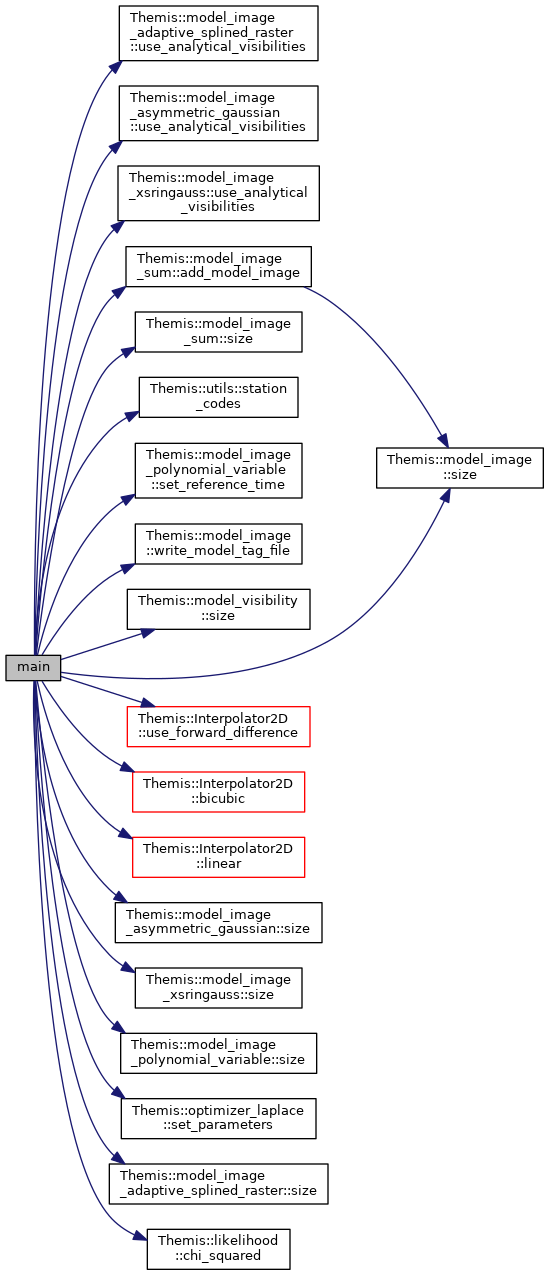 Themis::model_image
_adaptive_splined_raster
::use_analytical_visibilities
Themis::model_image
_asymmetric_gaussian
::use_analytical_visibilities
Themis::model_image
_xsringauss::use_analytical
_visibilities
Themis::model_image
_sum::add_model_image
Themis::model_image
_sum::size
Themis::utils::station
_codes
Themis::model_image
_polynomial_variable
::set_reference_time
Themis::model_image
::write_model_tag_file
Themis::model_visibility
::size
main
Themis::model_image
::size
Themis::Interpolator2D
::use_forward_difference
Themis::Interpolator2D
::bicubic
Themis::Interpolator2D
::linear
Themis::model_image
_asymmetric_gaussian::size
Themis::model_image
_xsringauss::size
Themis::model_image
_polynomial_variable::size
Themis::optimizer_laplace
::set_parameters
Themis::model_image
_adaptive_splined_raster::size
Themis::likelihood
::chi_squared